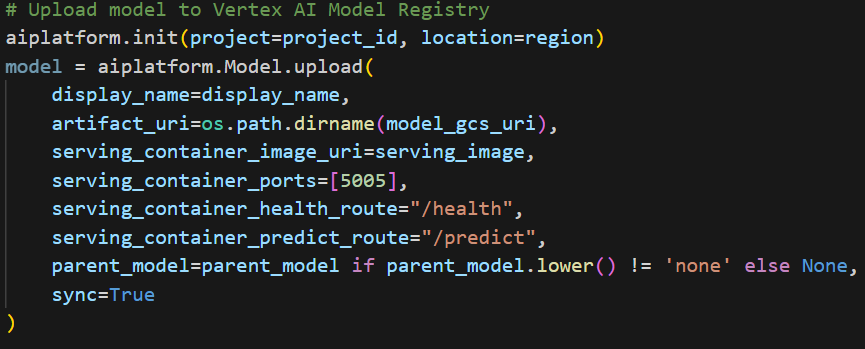 # Upload model to Vertex AI Model Registry
aiplatform.init(project=project_id, location=region)
model = aiplatform.Model.upload(
    display_name=display_name,
    artifact_uri=os.path.dirname(model_gcs_uri),
    serving_container_image_uri=serving_image,
    serving_container_ports=[5005],
    serving_container_health_route="/health",
    serving_container_predict_route="/predict",
    parent_model=parent_model if parent_model.lower() != 'none' else None,
    sync=True
)